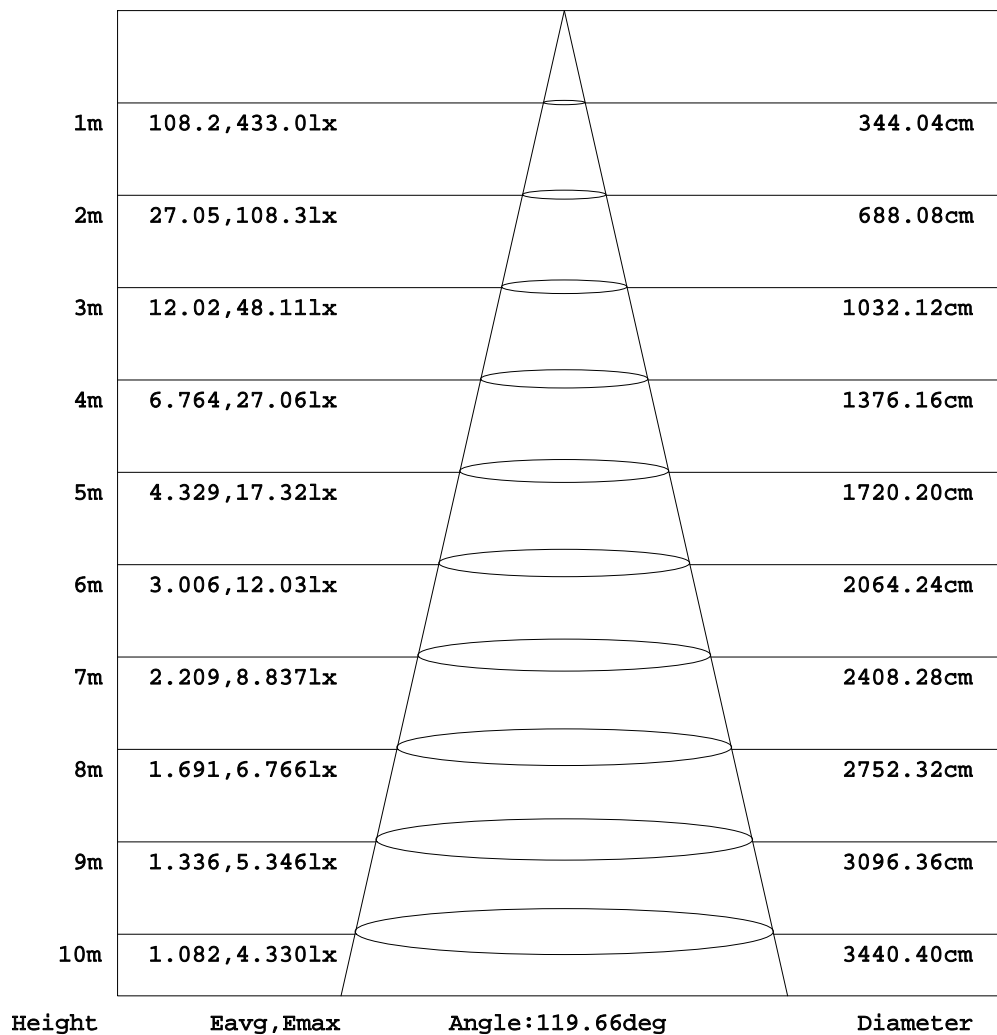 1m 108.2,433.0lx 344.04cm
2m 27.05,108.3lx 688.08cm
3m 12.02,48.11lx 1032.12cm
4m 6.764,27.06lx 1376.16cm
5m 4.329,17.32lx 1720.20cm
6m 3.006,12.03lx 2064.24cm
7m 2.209,8.837lx 2408.28cm
8m 1.691,6.766lx 2752.32cm
9m 1.336,5.346lx 3096.36cm
10m 1.082,4.330lx 3440.40cm
Height Eavg,Emax Angle:119.66deg Diameter